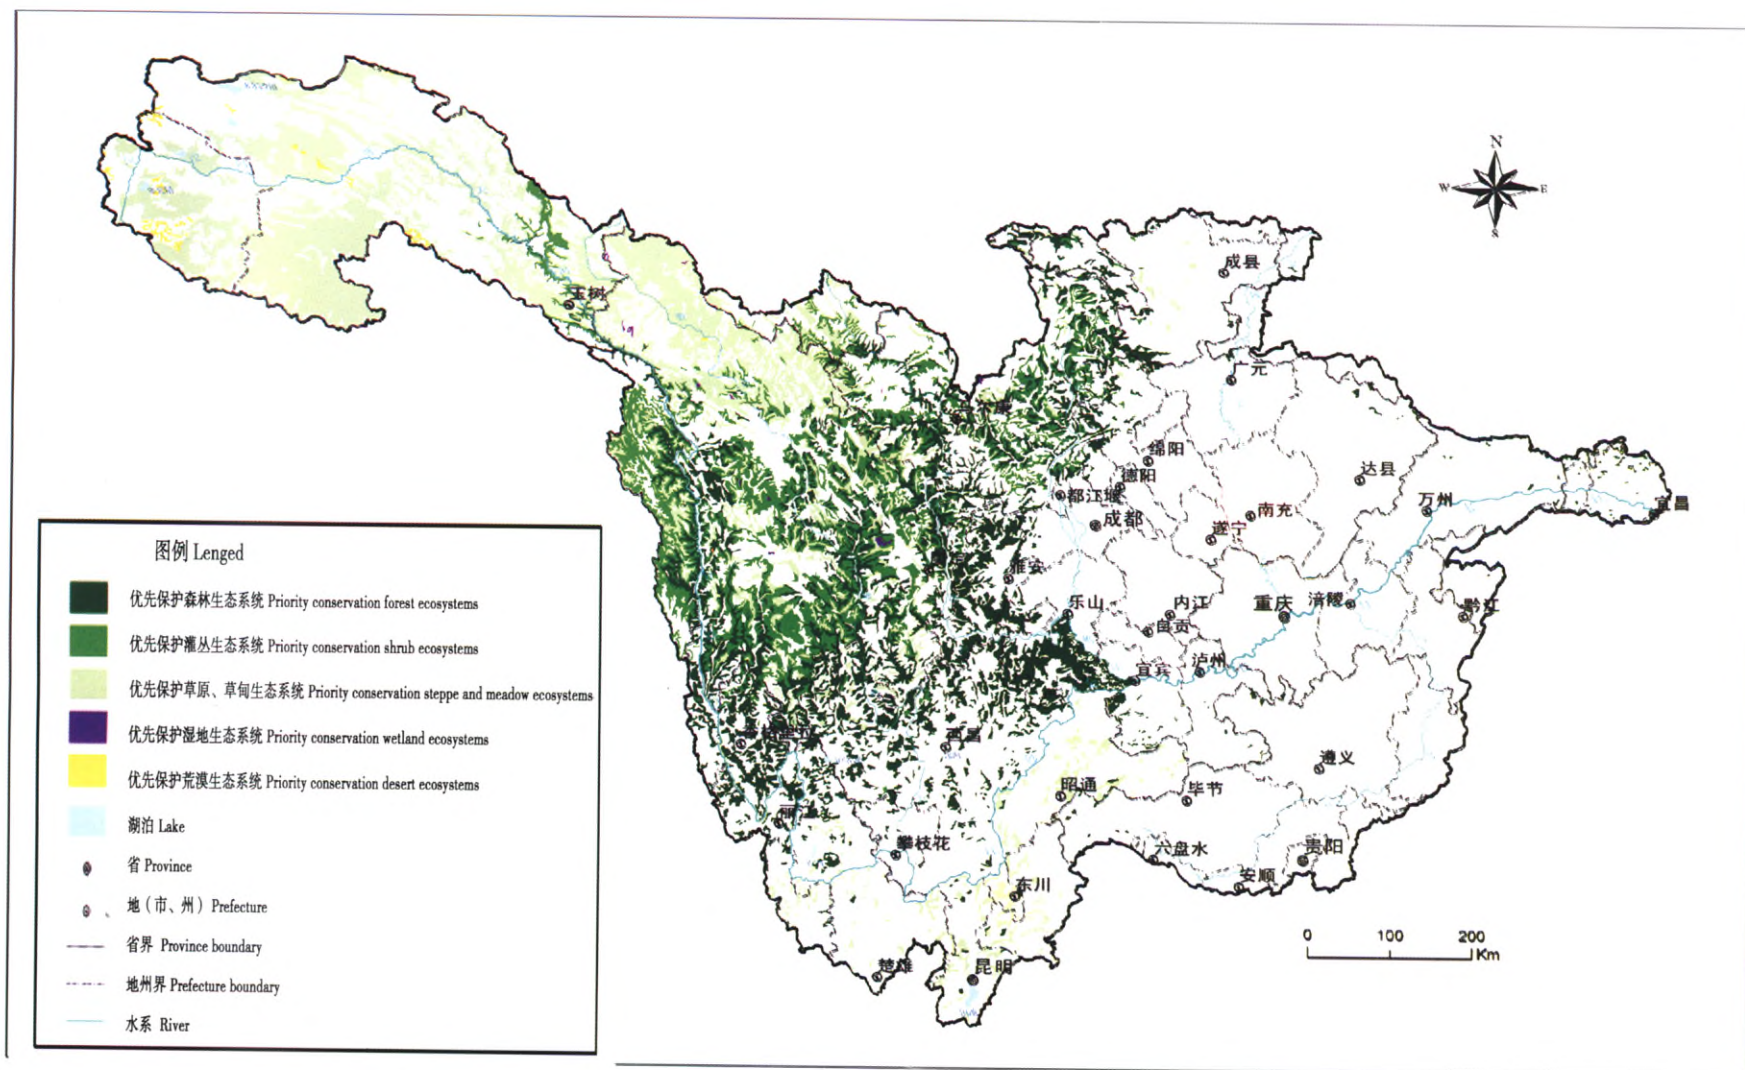 N
W
E
S
成县
玉树
广元
马尔康
绵阳
德阳
达县
都江堰
万州
成都
南充
宜昌
遂宁
雅安
乐山
内江
重庆
涪陵
黔江
自贡
宜宾
泸州
西昌
遵义
昭通
毕节
丽江
攀枝花
六盘水
贵阳
安顺
东川
楚雄
昆明
0 100 200
Km
图例 Lenged
优先保护森林生态系统 Priority conservation forest ecosystems
优先保护灌丛生态系统 Priority conservation shrub ecosystems
优先保护草原、草甸生态系统 Priority conservation steppe and meadow ecosystems
优先保护湿地生态系统 Priority conservation wetland ecosystems
优先保护荒漠生态系统 Priority conservation desert ecosystems
湖泊 Lake
省 Province
地（市、州） Prefecture
省界 Province boundary
地州界 Prefecture boundary
水系 River